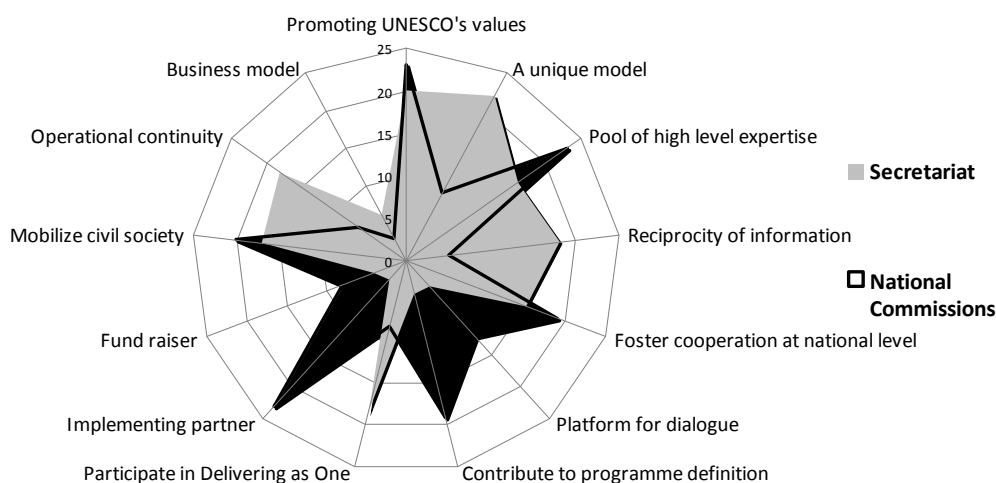 Promoting UNESCO's values
25
Business model
A unique model
20
Operational continuity
15
Pool of high level expertise
10
Secretariat
5
Mobilize civil society
Reciprocity of information
0
National
Commissions
Fund raiser
Foster cooperation at national level
Implementing partner
Platform for dialogue
Participate in Delivering as One
Contribute to programme definition